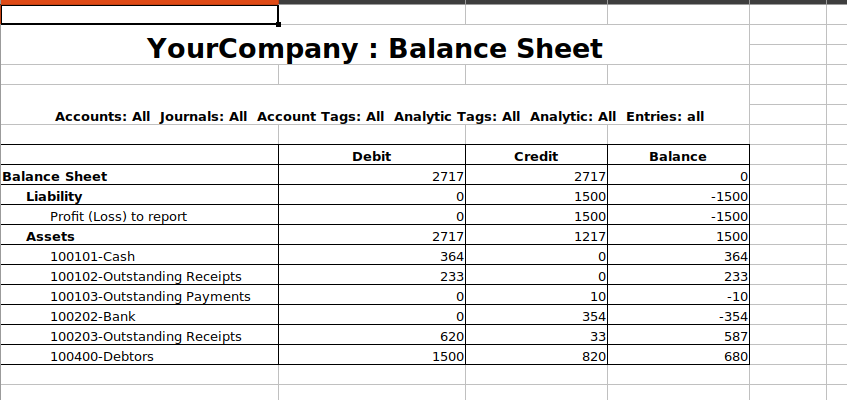 YourCompany : Balance Sheet
Accounts: All Journals: All Account Tags: All Analytic Tags: All Analytic: All Entries: all
Debit Credit Balance
Balance Sheet 2717 2717 0
Liability 0 1500 -1500
Profit (Loss) to report 0 1500 -1500
Assets 2717 1217 1500
100101-Cash 364 0 364
100102-Outstanding Receipts 233 0 233
100103-Outstanding Payments 0 10 -10
100202-Bank 0 354 -354
100203-Outstanding Receipts 620 33 587
100400-Debtors 1500 820 680